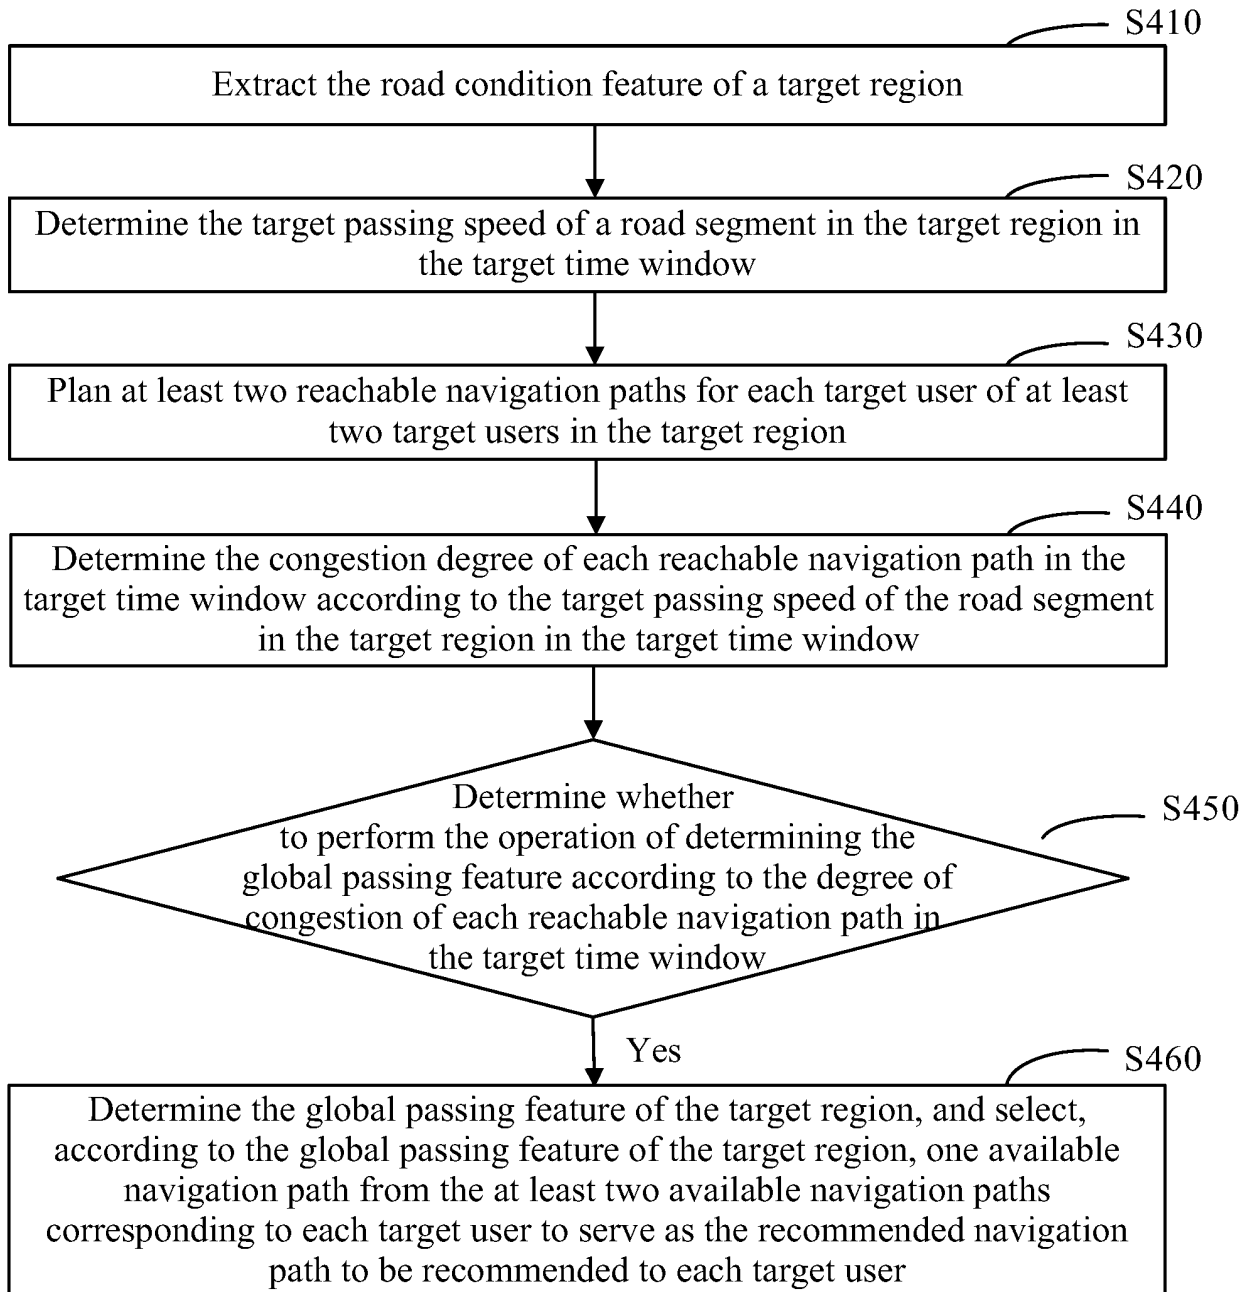 S410
Extract the road condition feature of a target region
S420
Determine the target passing speed of a road segment in the target region in
the target time window
S430
Plan at least two reachable navigation paths for each target user of at least
two target users in the target region
S440
Determine the congestion degree of each reachable navigation path in the
target time window according to the target passing speed of the road segment
in the target region in the target time window
S450
Determine whether
to perform the operation of determining the
global passing feature according to the degree of
congestion of each reachable navigation path in
the target time window
Yes
S460
Determine the global passing feature of the target region, and select,
according to the global passing feature of the target region, one available
navigation path from the at least two available navigation paths
corresponding to each target user to serve as the recommended navigation
path to be recommended to each target user